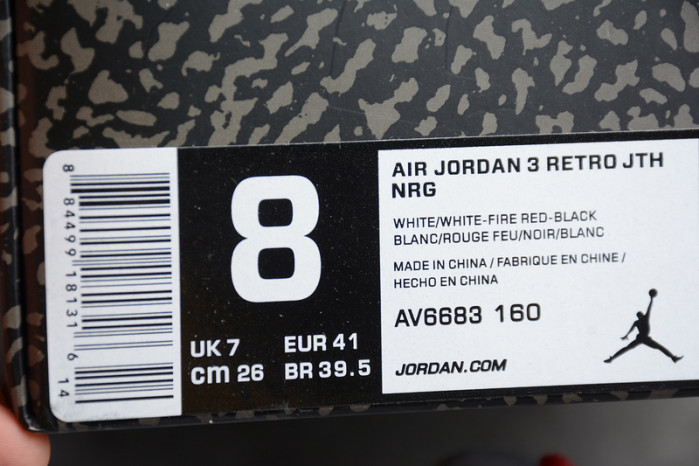 8 84499 18131 6 14
8
UK 7 EUR 41
cm 26 BR 39.5
AIR JORDAN 3 RETRO JTH
NRG
WHITE/WHITE-FIRE RED-BLACK
BLANC/ROUGE FEU/NOIR/BLANC
MADE IN CHINA / FABRIQUE EN CHINE /
HECHO EN CHINA
AV6683 160
JORDAN.COM